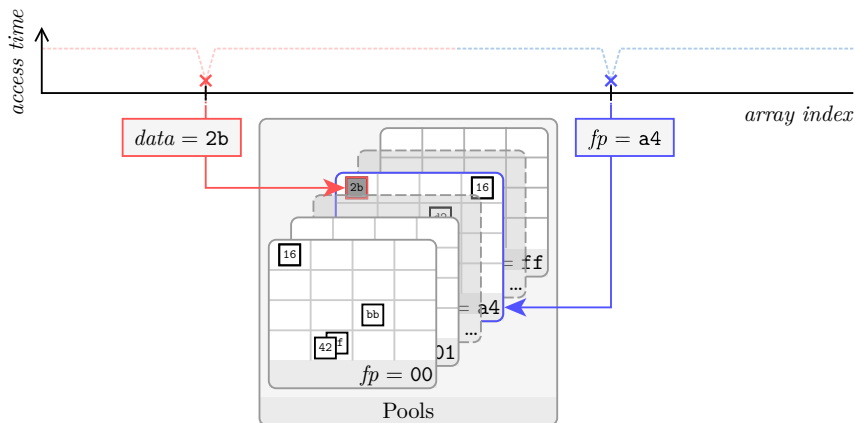 access time
array index
data = 2b
fp = a4
2b
16
= ff
16
...
= a4
bb
...
42
01
fp = 00
Pools